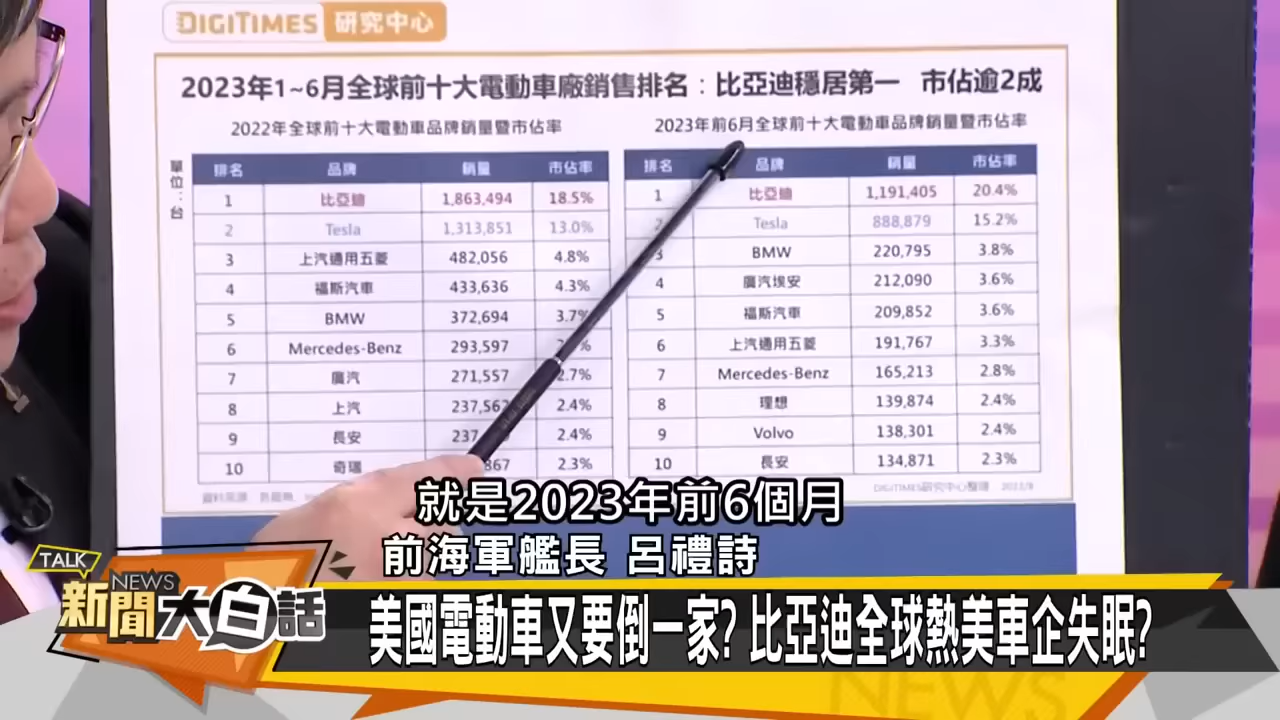 DIGITIMES 研究中心
2023年1~6月全球前十大電動車廠銷售排名：比亞迪穩居第一 市佔逾2成
2022年全球前十大電動車品牌銷量暨市佔率
單位：台
排名 品牌 銷量 市佔率
1 比亞迪 1,863,494 18.5%
2 Tesla 1,313,851 13.0%
3 上汽通用五菱 482,056 4.8%
4 福斯汽車 433,636 4.3%
5 BMW 372,694 3.7%
6 Mercedes-Benz 293,597
7 廣汽 271,557 2.7%
8 上汽 237,562 2.4%
9 長安 237, 2.4%
10 奇瑞 867 2.3%
2023年前6月全球前十大電動車品牌銷量暨市佔率
排名 品牌 銷量 市佔率
1 比亞迪 1,191,405 20.4%
2 Tesla 888,879 15.2%
3 BMW 220,795 3.8%
4 廣汽埃安 212,090 3.6%
5 福斯汽車 209,852 3.6%
6 上汽通用五菱 191,767 3.3%
7 Mercedes-Benz 165,213 2.8%
8 理想 139,874 2.4%
9 Volvo 138,301 2.4%
10 長安 134,871 2.3%
DIGITIMES研究中心整理 2023/8
就是2023年前6個月
前海軍艦長 呂禮詩
TALK
NEWS
新聞大白話
美國電動車又要倒一家? 比亞迪全球熱美車企失眠?
NEWS